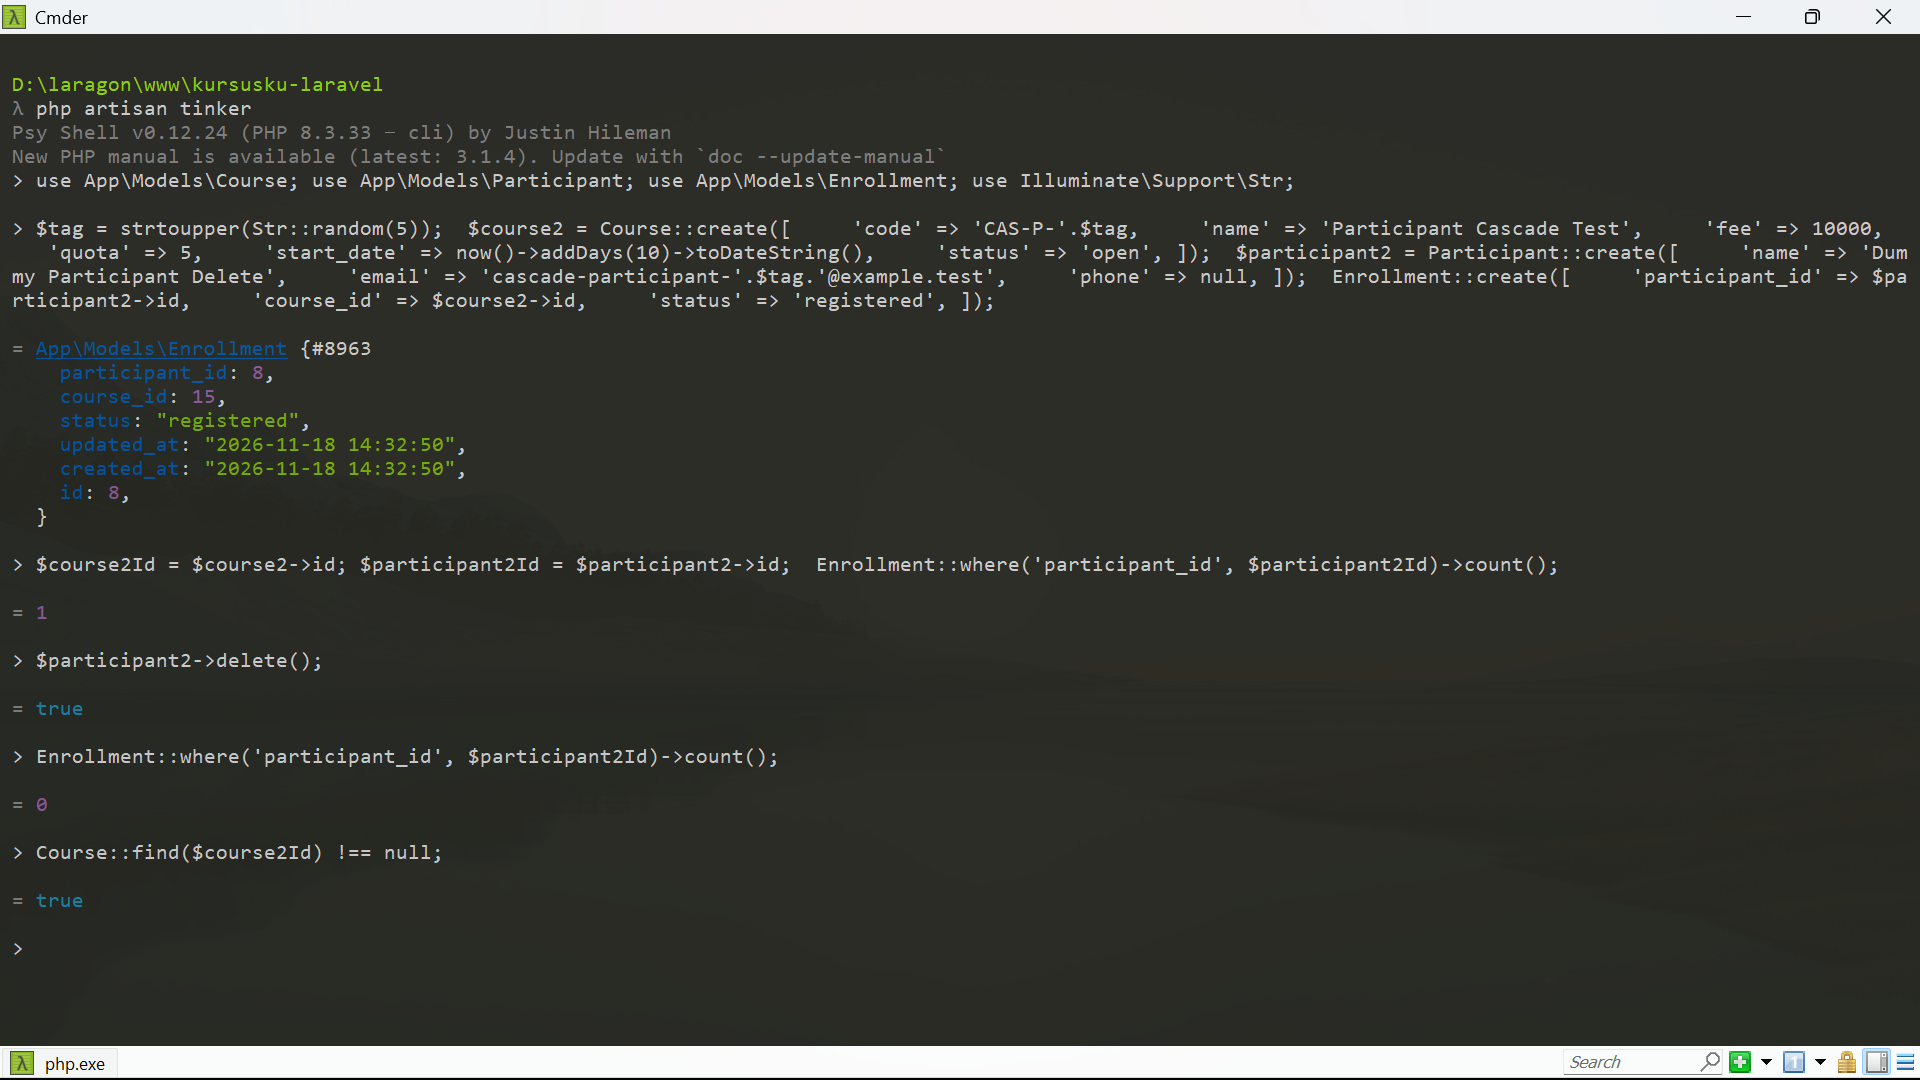 Cmder
D:\laragon\www\kursusku-laravel
λ php artisan tinker
Psy Shell v0.12.24 (PHP 8.3.33 — cli) by Justin Hileman
New PHP manual is available (latest: 3.1.4). Update with `doc --update-manual`
> use App\Models\Course; use App\Models\Participant; use App\Models\Enrollment; use Illuminate\Support\Str;
> $tag = strtoupper(Str::random(5));  $course2 = Course::create([     'code' => 'CAS-P-'.$tag,     'name' => 'Participant Cascade Test',     'fee' => 10000,
   'quota' => 5,     'start_date' => now()->addDays(10)->toDateString(),     'status' => 'open', ]);  $participant2 = Participant::create([     'name' => 'Dum
my Participant Delete',     'email' => 'cascade-participant-'.$tag.'@example.test',     'phone' => null, ]);  Enrollment::create([     'participant_id' => $pa
rticipant2->id,     'course_id' => $course2->id,     'status' => 'registered', ]);
= App\Models\Enrollment {#8963
    participant_id: 8,
    course_id: 15,
    status: "registered",
    updated_at: "2026-11-18 14:32:50",
    created_at: "2026-11-18 14:32:50",
    id: 8,
  }
> $course2Id = $course2->id; $participant2Id = $participant2->id;  Enrollment::where('participant_id', $participant2Id)->count();
= 1
> $participant2->delete();
= true
> Enrollment::where('participant_id', $participant2Id)->count();
= 0
> Course::find($course2Id) !== null;
= true
>
php.exe
Search